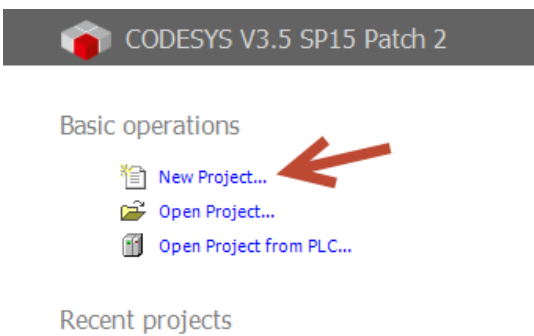 CODESYS V3.5 SP15 Patch 2
Basic operations
New Project...
Open Project...
Open Project from PLC...
Recent projects